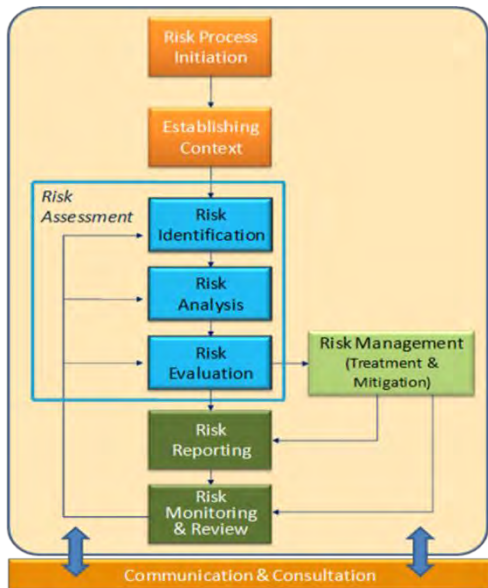 Risk Process
Initiation
Establishing
Context
Risk
Assessment
Risk
Identification
Risk
Analysis
Risk
Evaluation
Risk Management
(Treatment &
Mitigation)
Risk
Reporting
Risk
Monitoring
& Review
Communication & Consultation